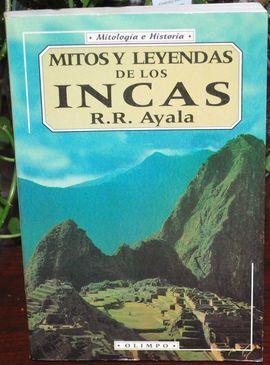 • Mitología e Historia •
MITOS Y LEYENDAS
DE LOS
INCAS
R.R. Ayala
• OLIMPO •